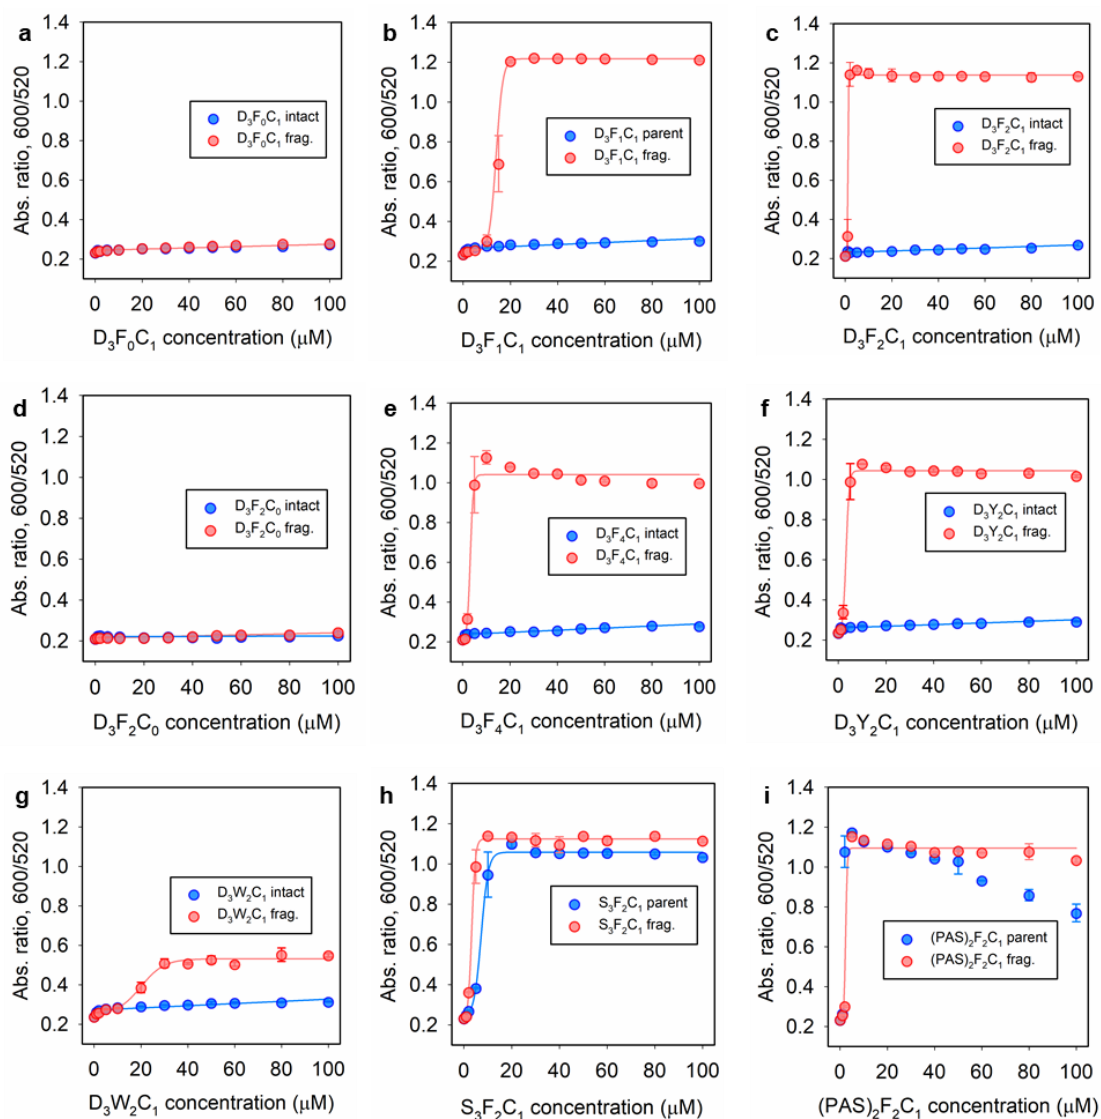 a
1.4
1.2
1.0
0.8
0.6
0.4
0.2
Abs. ratio, 600/520
D₃F₀C₁ intact
D₃F₀C₁ frag.
0 20 40 60 80 100
D₃F₀C₁ concentration (μM)
b
1.4
1.2
1.0
0.8
0.6
0.4
0.2
Abs. ratio, 600/520
D₃F₁C₁ parent
D₃F₁C₁ frag.
0 20 40 60 80 100
D₃F₁C₁ concentration (μM)
c
1.4
1.2
1.0
0.8
0.6
0.4
0.2
Abs. ratio, 600/520
D₃F₂C₁ intact
D₃F₂C₁ frag.
0 20 40 60 80 100
D₃F₂C₁ concentration (μM)
d
1.4
1.2
1.0
0.8
0.6
0.4
0.2
Abs. ratio, 600/520
D₃F₂C₀ intact
D₃F₂C₀ frag.
0 20 40 60 80 100
D₃F₂C₀ concentration (μM)
e
1.4
1.2
1.0
0.8
0.6
0.4
0.2
Abs. ratio, 600/520
D₃F₄C₁ intact
D₃F₄C₁ frag.
0 20 40 60 80 100
D₃F₄C₁ concentration (μM)
f
1.4
1.2
1.0
0.8
0.6
0.4
0.2
Abs. ratio, 600/520
D₃Y₂C₁ intact
D₃Y₂C₁ frag.
0 20 40 60 80 100
D₃Y₂C₁ concentration (μM)
g
1.4
1.2
1.0
0.8
0.6
0.4
0.2
Abs. ratio, 600/520
D₃W₂C₁ intact
D₃W₂C₁ frag.
0 20 40 60 80 100
D₃W₂C₁ concentration (μM)
h
1.4
1.2
1.0
0.8
0.6
0.4
0.2
Abs. ratio, 600/520
S₃F₂C₁ parent
S₃F₂C₁ frag.
0 20 40 60 80 100
S₃F₂C₁ concentration (μM)
i
1.4
1.2
1.0
0.8
0.6
0.4
0.2
Abs. ratio, 600/520
(PAS)₂F₂C₁ parent
(PAS)₂F₂C₁ frag.
0 20 40 60 80 100
(PAS)₂F₂C₁ concentration (μM)